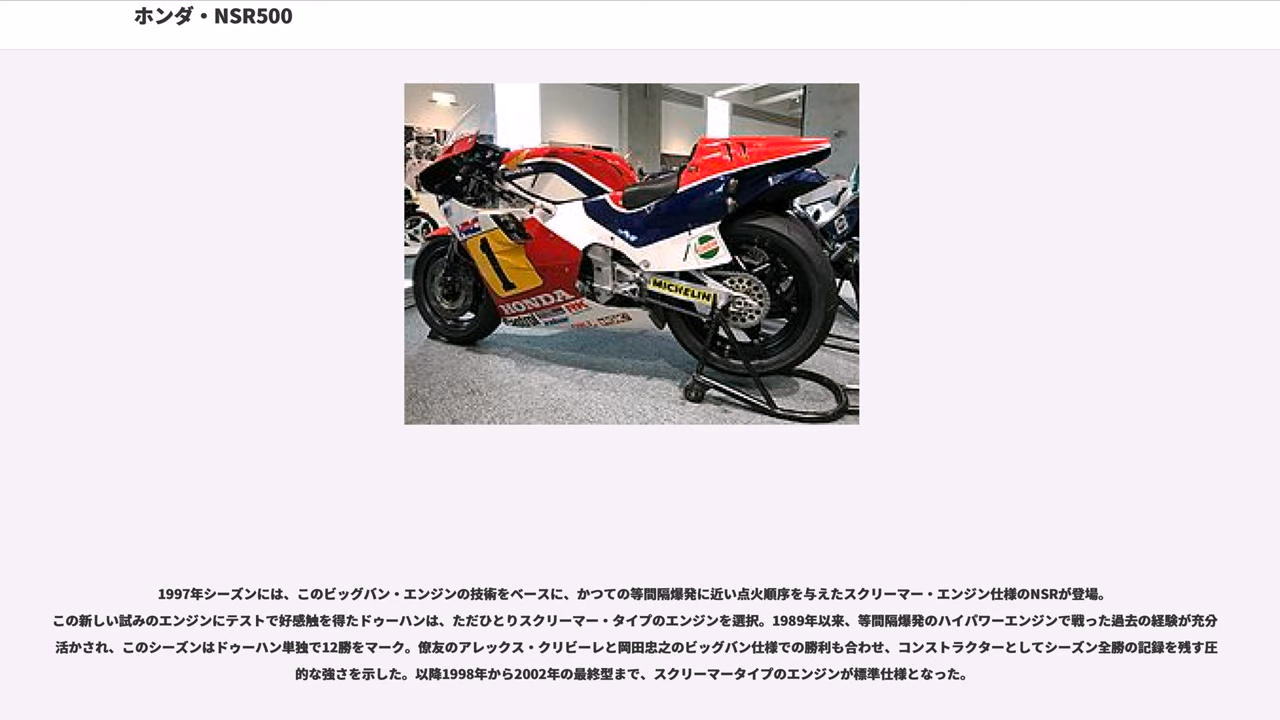 ホンダ・NSR500
1
HONDA
MICHELIN
1997年シーズンには、このビッグバン・エンジンの技術をベースに、かつての等間隔爆発に近い点火順序を与えたスクリーマー・エンジン仕様のNSRが登場。
この新しい試みのエンジンにテストで好感触を得たドゥーハンは、ただひとりスクリーマー・タイプのエンジンを選択。1989年以来、等間隔爆発のハイパワーエンジンで戦った過去の経験が充分
活かされ、このシーズンはドゥーハン単独で12勝をマーク。僚友のアレックス・クリビーレと岡田忠之のビッグバン仕様での勝利も合わせ、コンストラクターとしてシーズン全勝の記録を残す圧
的な強さを示した。以降1998年から2002年の最終型まで、スクリーマータイプのエンジンが標準仕様となった。